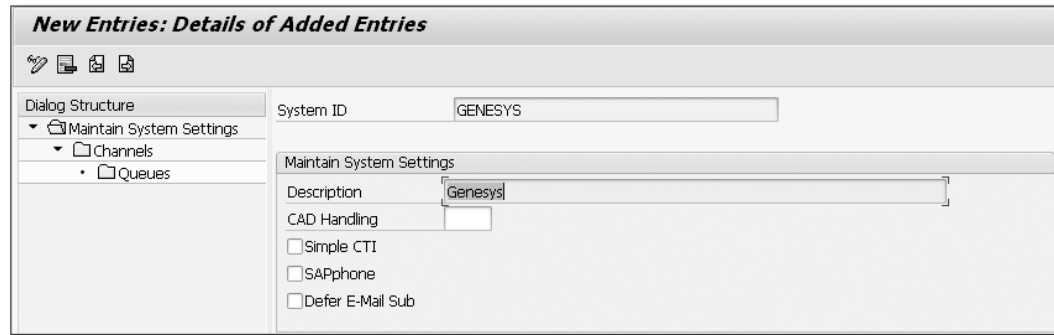 New Entries: Details of Added Entries
Dialog Structure
Maintain System Settings
Channels
Queues
System ID GENESYS
Maintain System Settings
Description Genesys
CAD Handling
Simple CTI
SAPphone
Defer E-Mail Sub